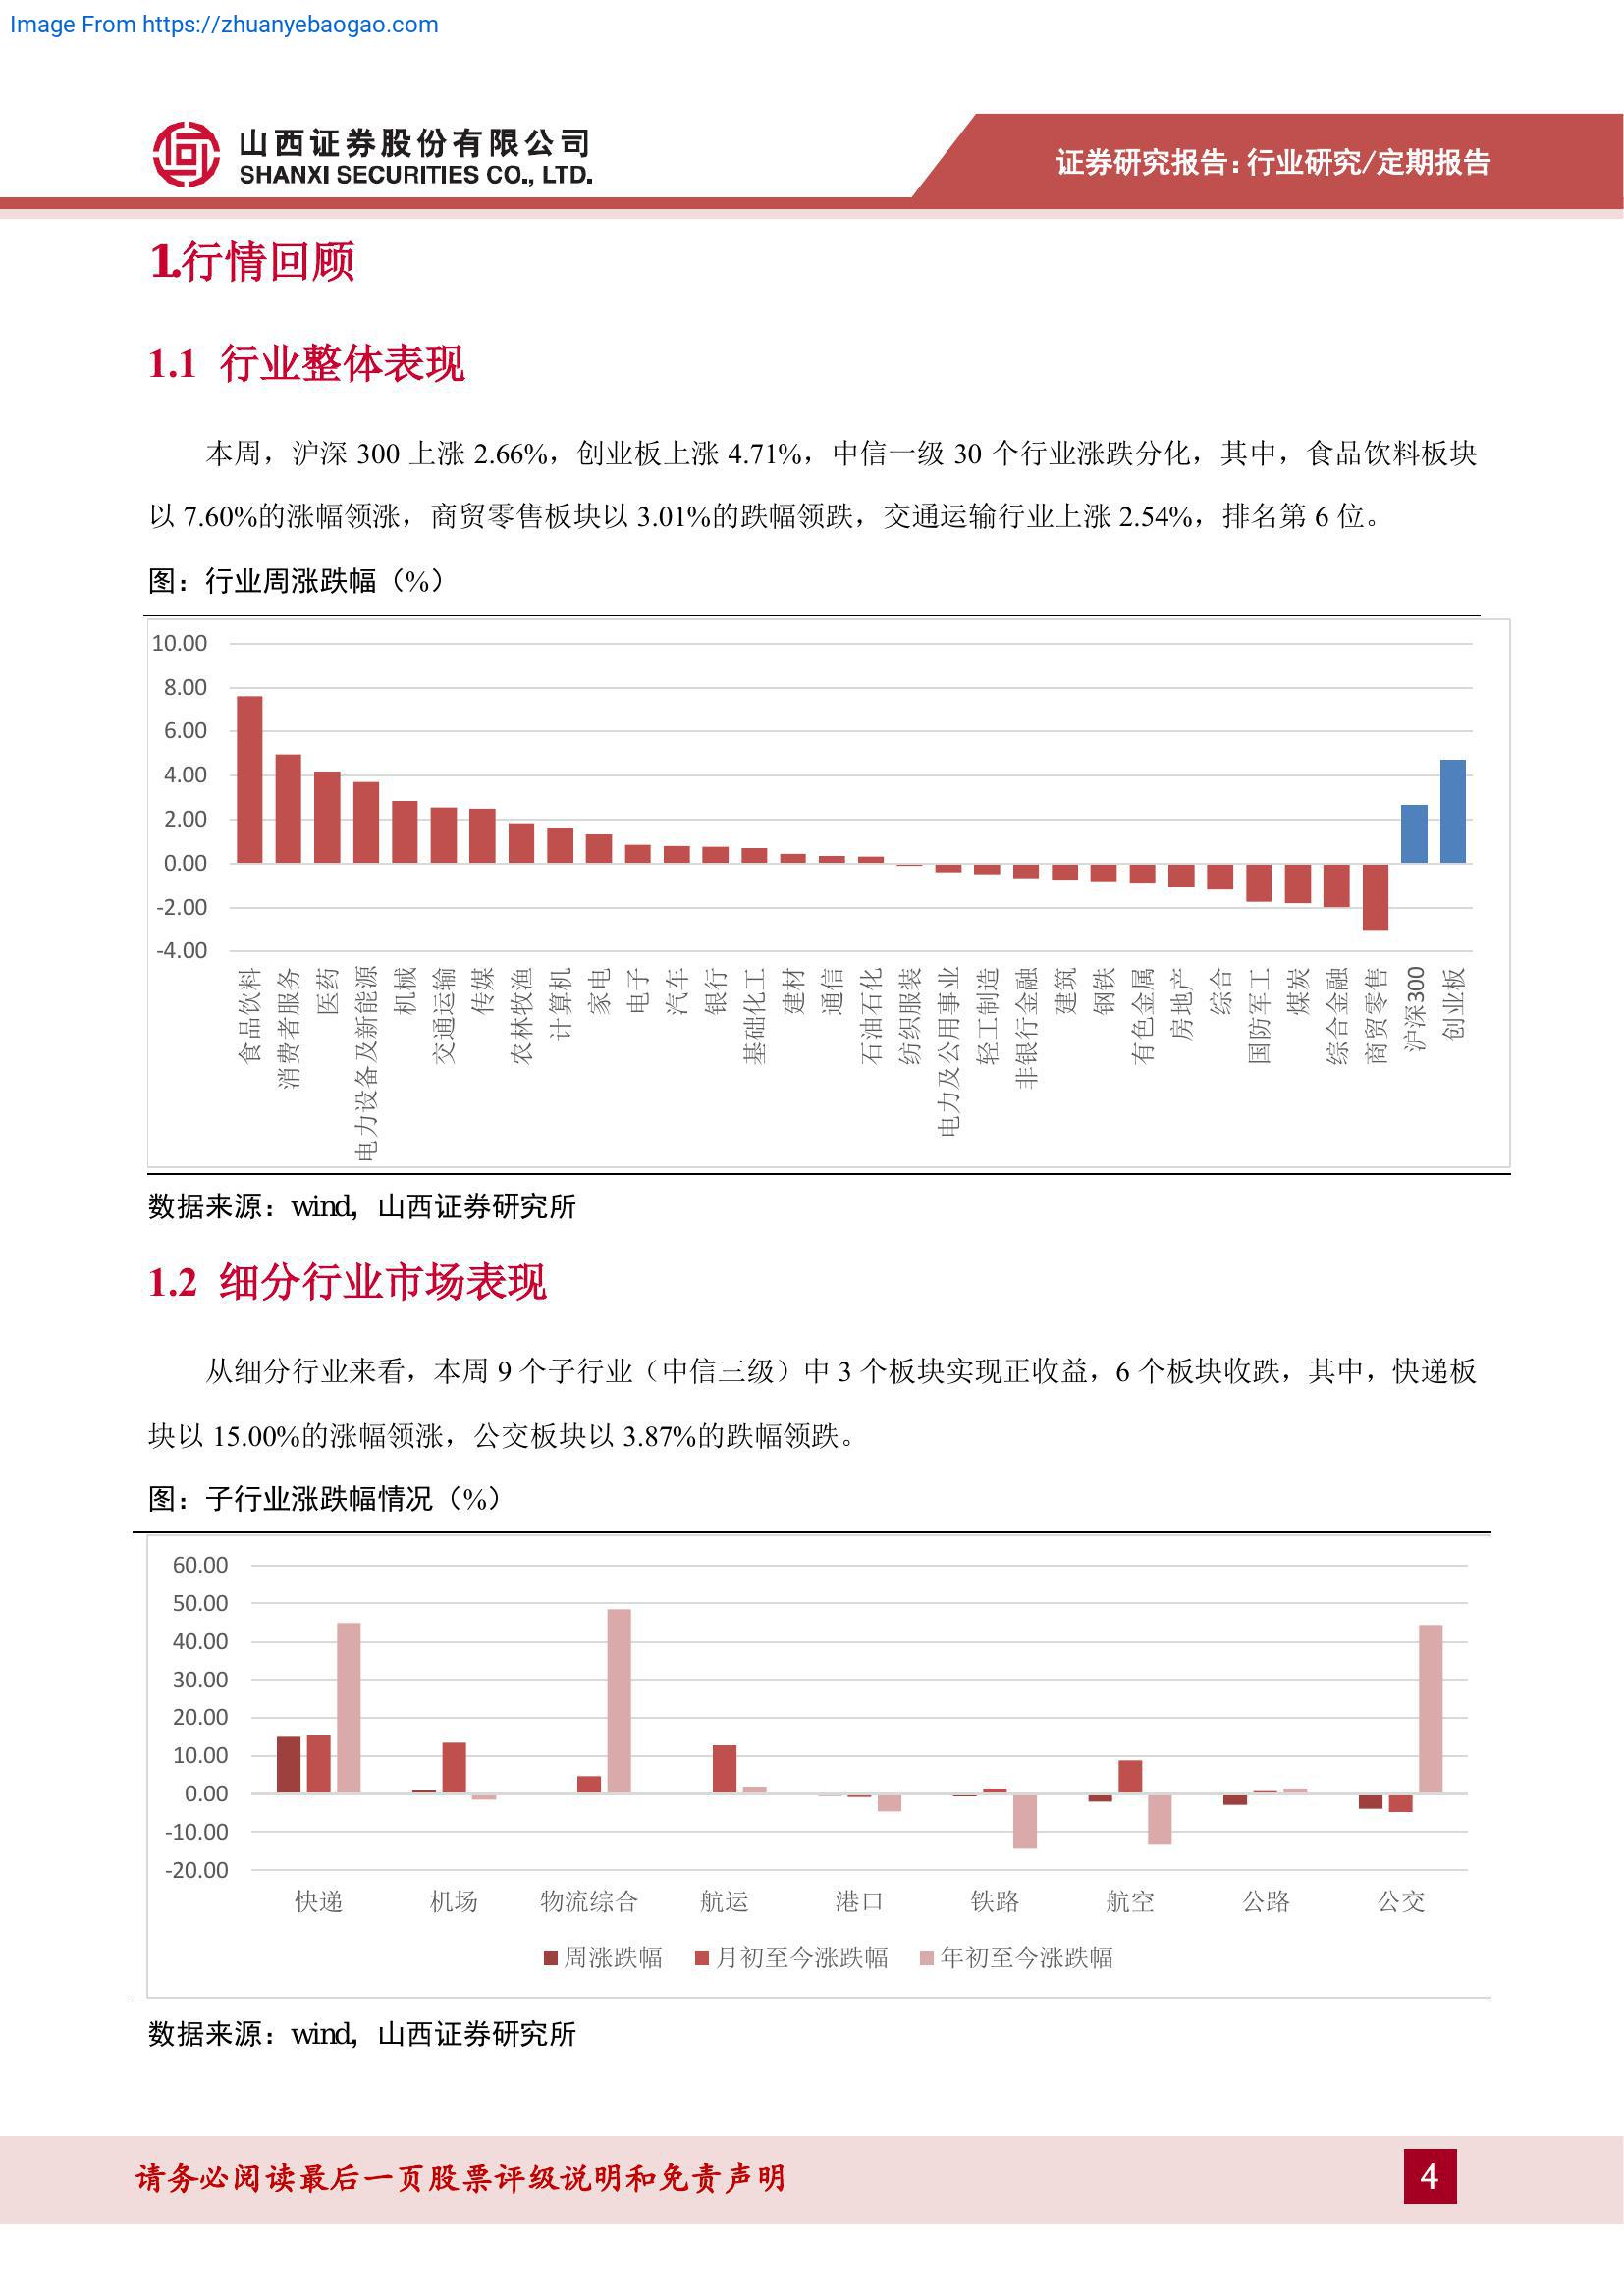 Image From https://zhuanyebaogao.com
山西证券股份有限公司
SHANXI SECURITIES CO., LTD.
证券研究报告:行业研究/定期报告
1.行情回顾
1.1 行业整体表现
本周，沪深 300 上涨 2.66%，创业板上涨 4.71%，中信一级 30 个行业涨跌分化，其中，食品饮料板块
以 7.60%的涨幅领涨，商贸零售板块以 3.01%的跌幅领跌，交通运输行业上涨 2.54%，排名第 6 位。
图：行业周涨跌幅（%）
10.00
8.00
6.00
4.00
2.00
0.00
-2.00
-4.00
食品饮料
消费者服务
医药
电力设备及新能源
机械
交通运输
传媒
农林牧渔
计算机
家电
电子
汽车
银行
基础化工
建材
通信
石油石化
纺织服装
电力及公用事业
轻工制造
非银行金融
建筑
钢铁
有色金属
房地产
综合
国防军工
煤炭
综合金融
商贸零售
沪深300
创业板
数据来源：wind，山西证券研究所
1.2 细分行业市场表现
从细分行业来看，本周 9 个子行业（中信三级）中 3 个板块实现正收益，6 个板块收跌，其中，快递板
块以 15.00%的涨幅领涨，公交板块以 3.87%的跌幅领跌。
图：子行业涨跌幅情况（%）
60.00
50.00
40.00
30.00
20.00
10.00
0.00
-10.00
-20.00
快递 机场 物流综合 航运 港口 铁路 航空 公路 公交
周涨跌幅 月初至今涨跌幅 年初至今涨跌幅
数据来源：wind，山西证券研究所
请务必阅读最后一页股票评级说明和免责声明
4